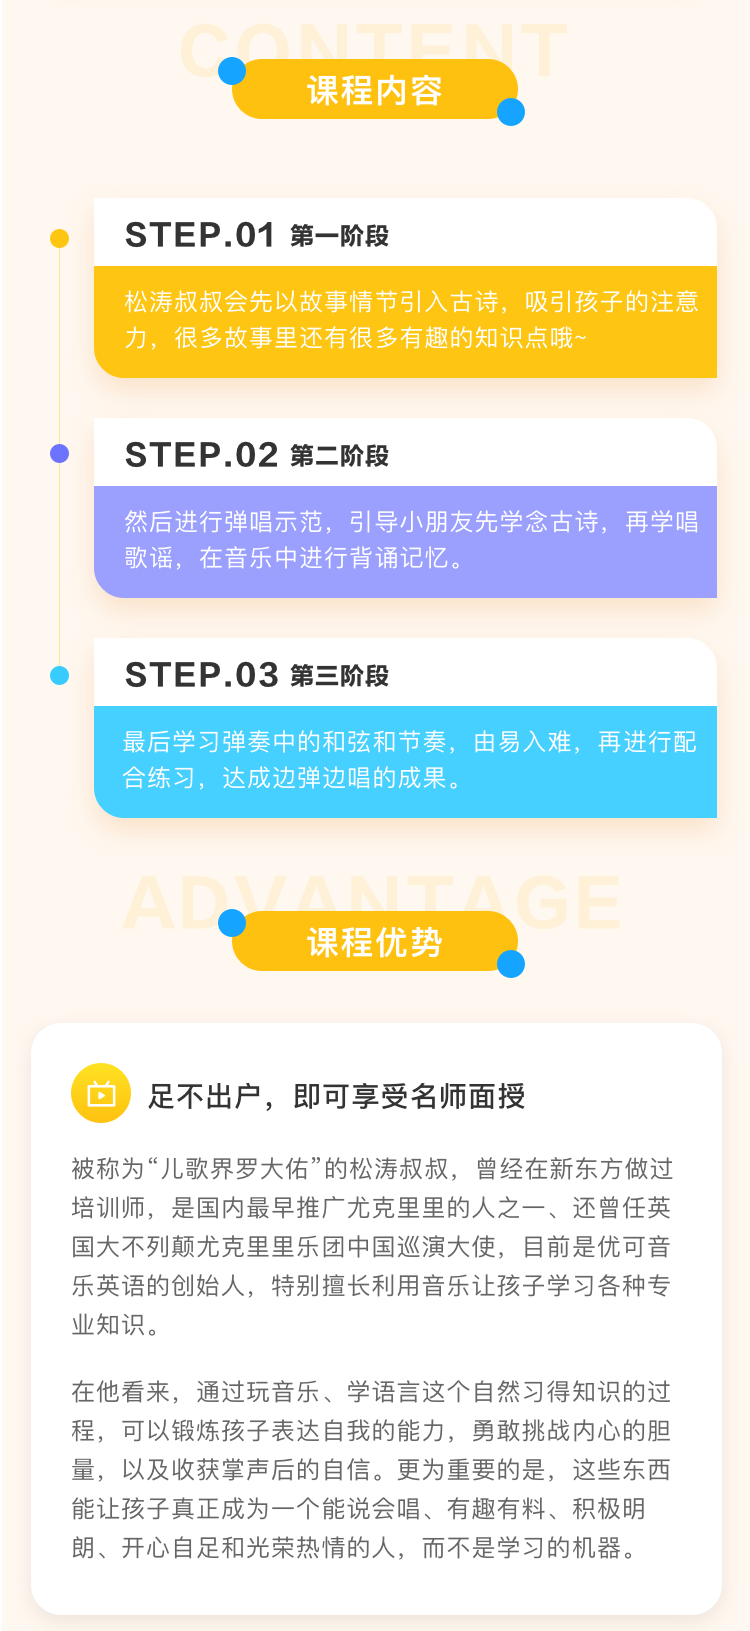 CONTENT
课程内容
STEP.01 第一阶段
松涛叔叔会先以故事情节引入古诗，吸引孩子的注意
力，很多故事里还有很多有趣的知识点哦~
STEP.02 第二阶段
然后进行弹唱示范，引导小朋友先学念古诗，再学唱
歌谣，在音乐中进行背诵记忆。
STEP.03 第三阶段
最后学习弹奏中的和弦和节奏，由易入难，再进行配
合练习，达成边弹边唱的成果。
ADVANTAGE
课程优势
足不出户，即可享受名师面授
被称为“儿歌界罗大佑”的松涛叔叔，曾经在新东方做过
培训师，是国内最早推广尤克里里的人之一、还曾任英
国大不列颠尤克里里乐团中国巡演大使，目前是优可音
乐英语的创始人，特别擅长利用音乐让孩子学习各种专
业知识。
在他看来，通过玩音乐、学语言这个自然习得知识的过
程，可以锻炼孩子表达自我的能力，勇敢挑战内心的胆
量，以及收获掌声后的自信。更为重要的是，这些东西
能让孩子真正成为一个能说会唱、有趣有料、积极明
朗、开心自足和光荣热情的人，而不是学习的机器。